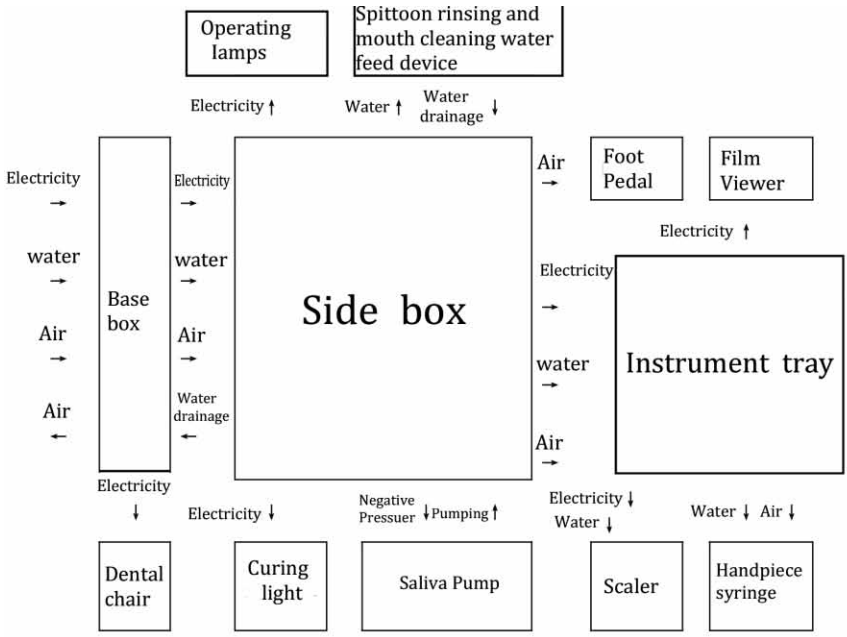 Operating
Iamps
Spittoon rinsing and
mouth cleaning water
feed device
Electricity
Water
Water
drainage
Air
Foot
Pedal
Film
Viewer
Electricity
Electricity
Electricity
water
water
Electricity
Base
box
Side box
Air
Air
Electricity
water
Instrument tray
Air
Water
drainage
Air
Electricity
Electricity
Negative
Pressuer
Pumping
Electricity
Water
Water
Air
Dental
chair
Curing
light
Saliva Pump
Scaler
Handpiece
syringe